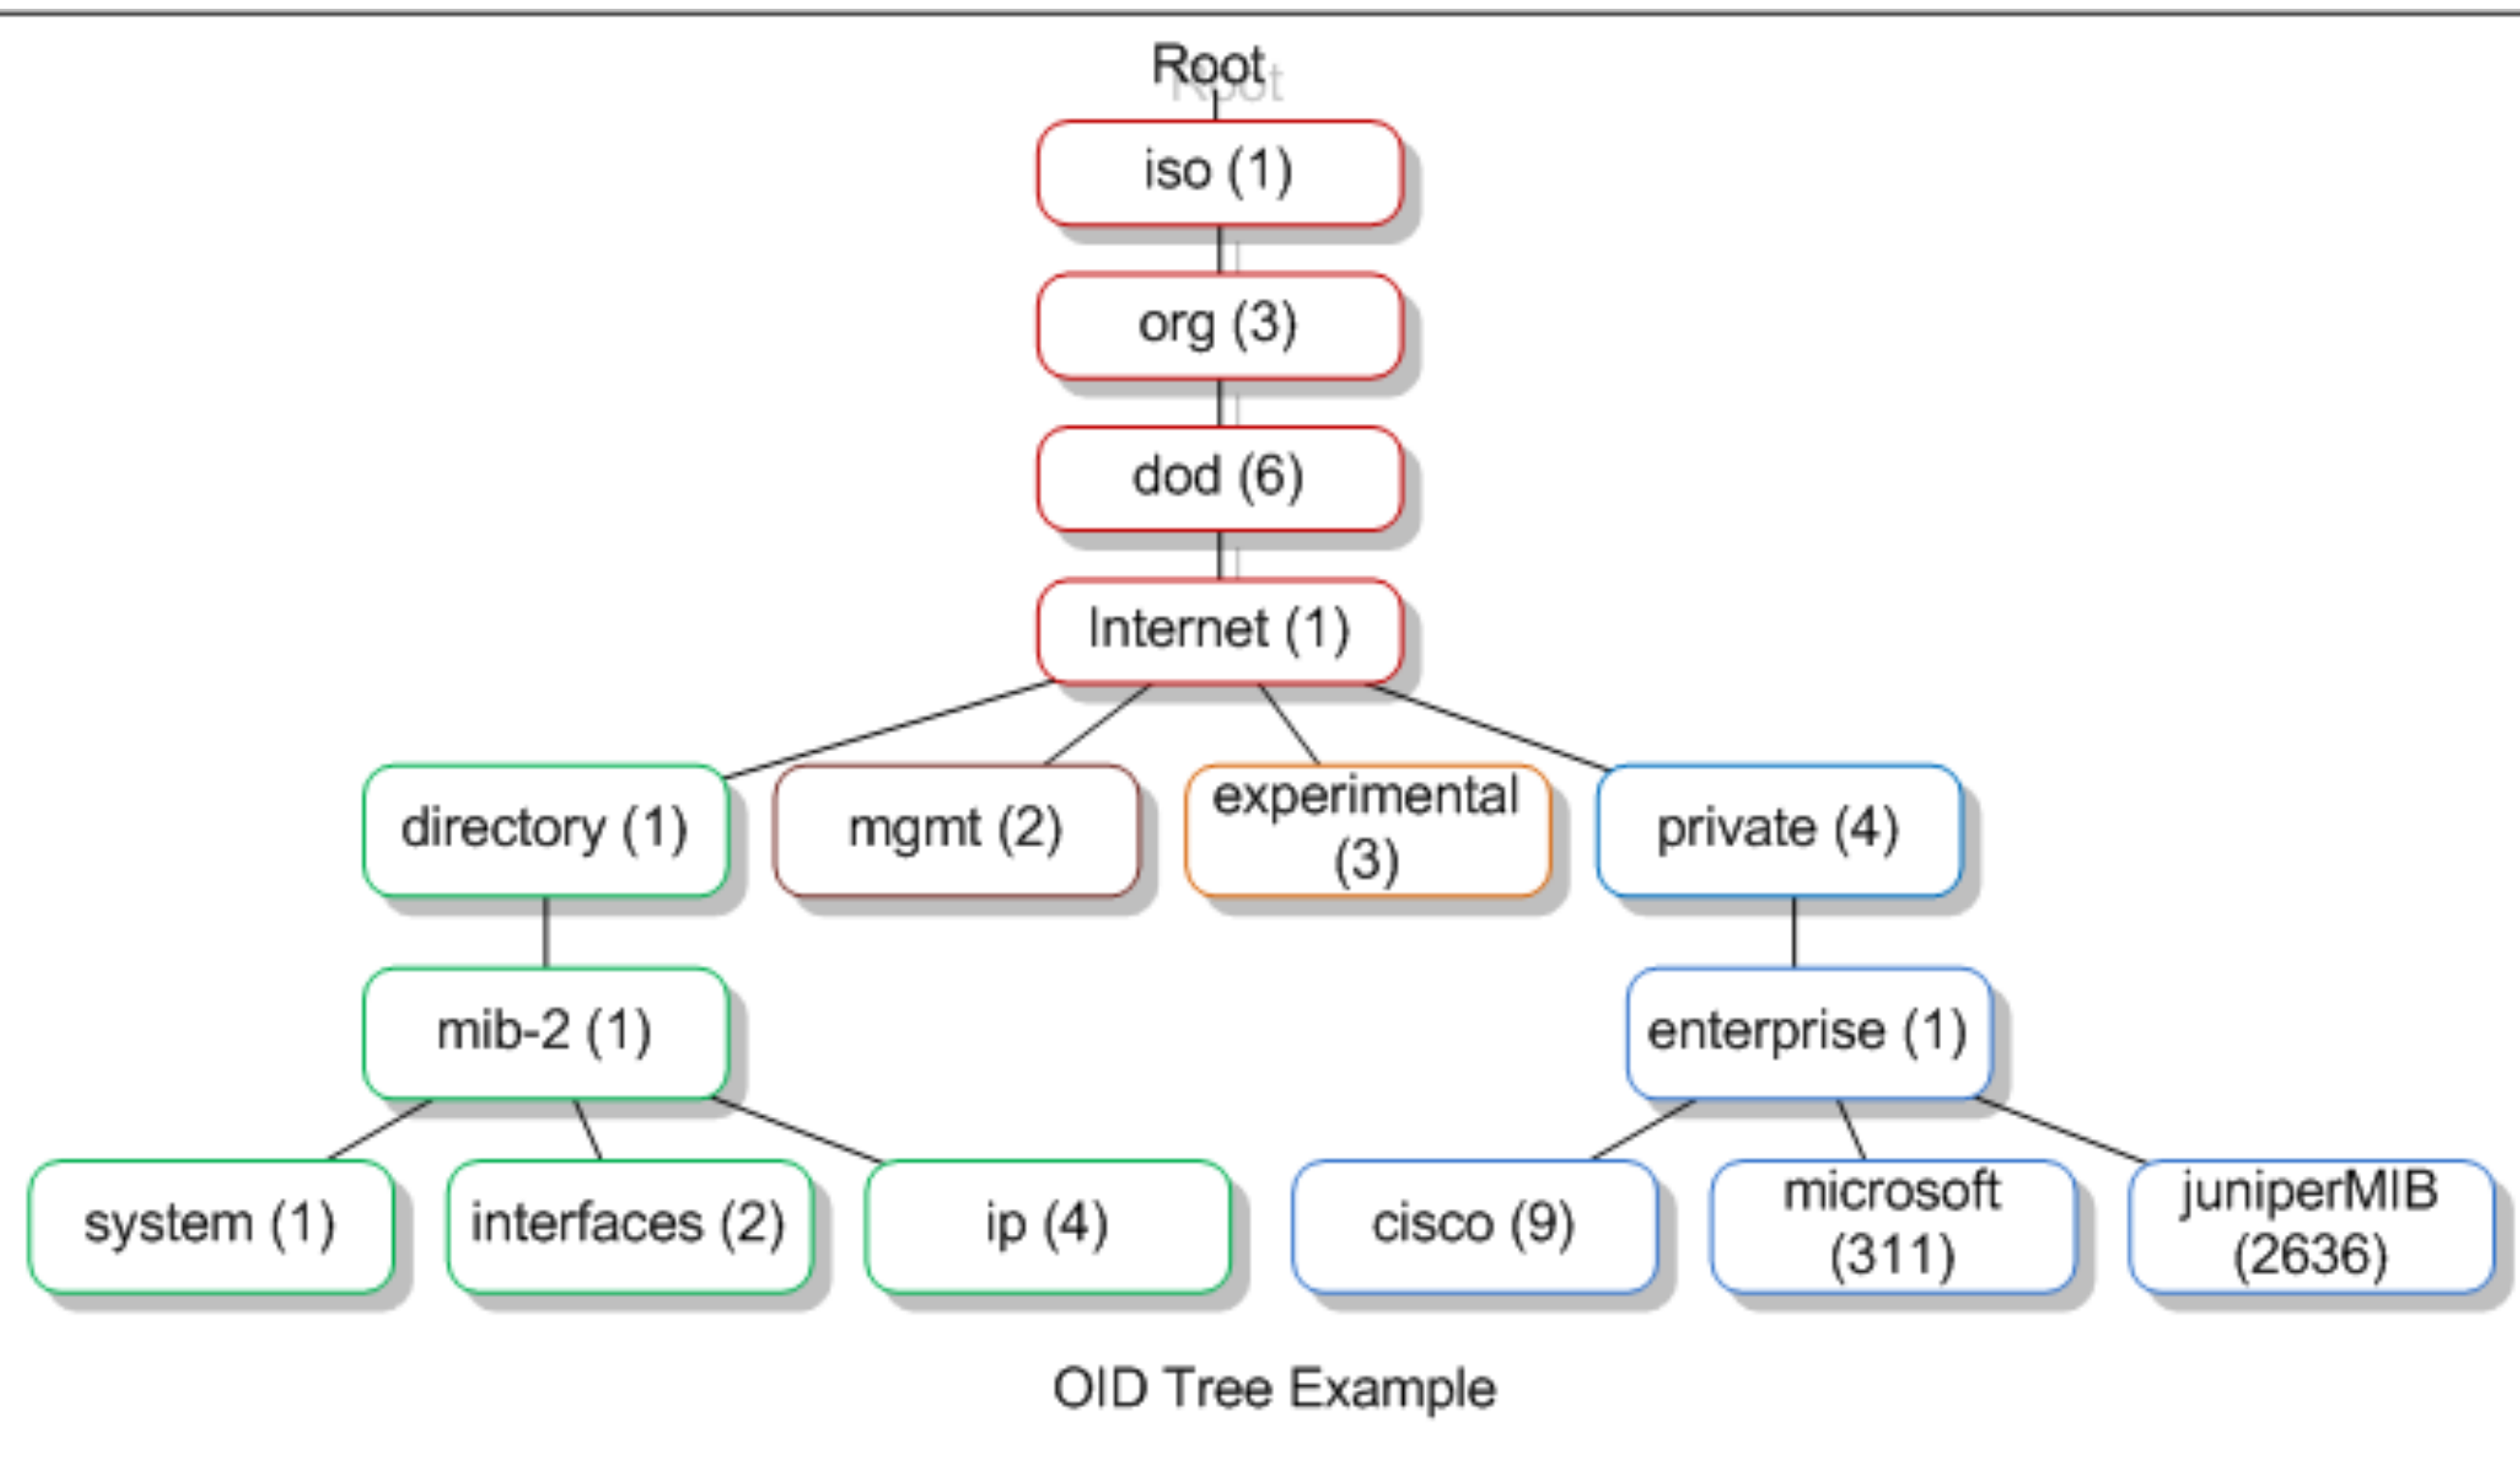 Root
iso (1)
org (3)
dod (6)
Internet (1)
directory (1)
mgmt (2)
experimental
(3)
private (4)
mib-2 (1)
enterprise (1)
system (1)
interfaces (2)
ip (4)
cisco (9)
microsoft
(311)
juniperMIB
(2636)
OID Tree Example